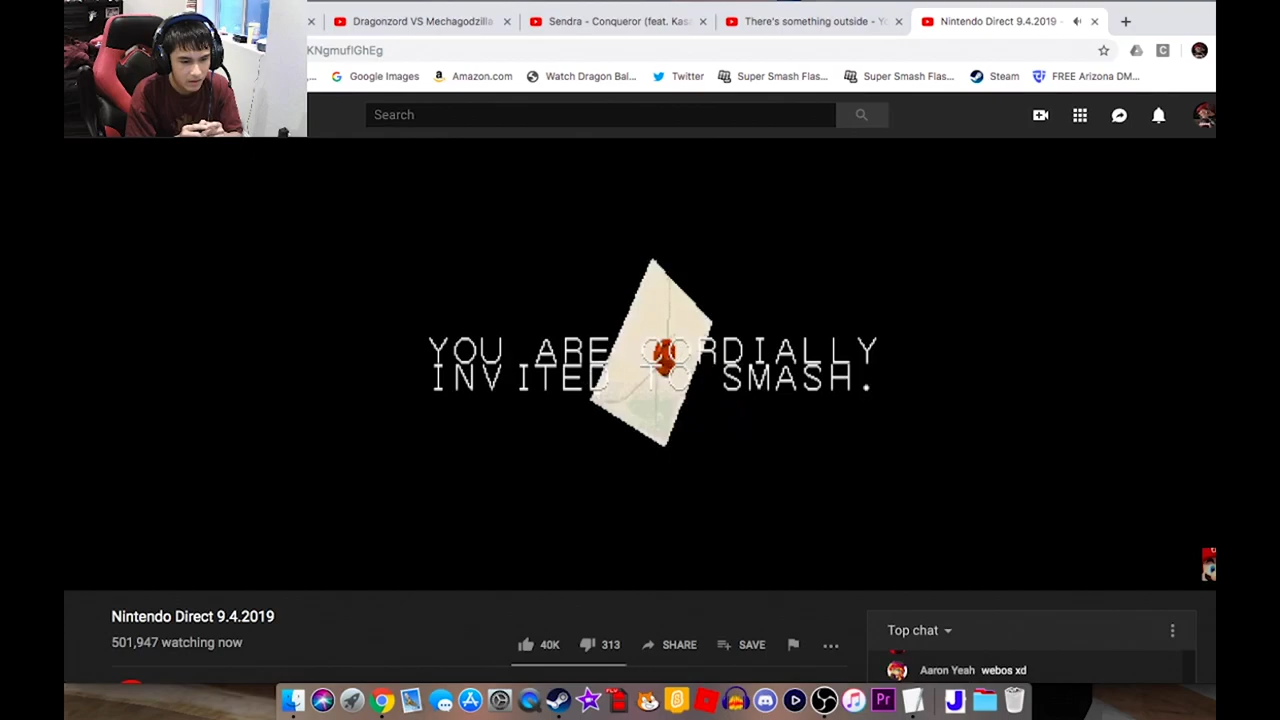 Dragonzord VS Mechagodzilla
Sendra - Conqueror (feat. Kas
There's something outside - Yo
Nintendo Direct 9.4.2019 -
KNgmuflGhEg
Google Images
Amazon.com
Watch Dragon Bal...
Twitter
Super Smash Flas...
Super Smash Flas...
Steam
FREE Arizona DM...
Search
YOU ARE CORDIALLY
INVITED TO SMASH.
Nintendo Direct 9.4.2019
501,947 watching now
40K
313
SHARE
SAVE
Top chat
Aaron Yeah webos xd
Pr